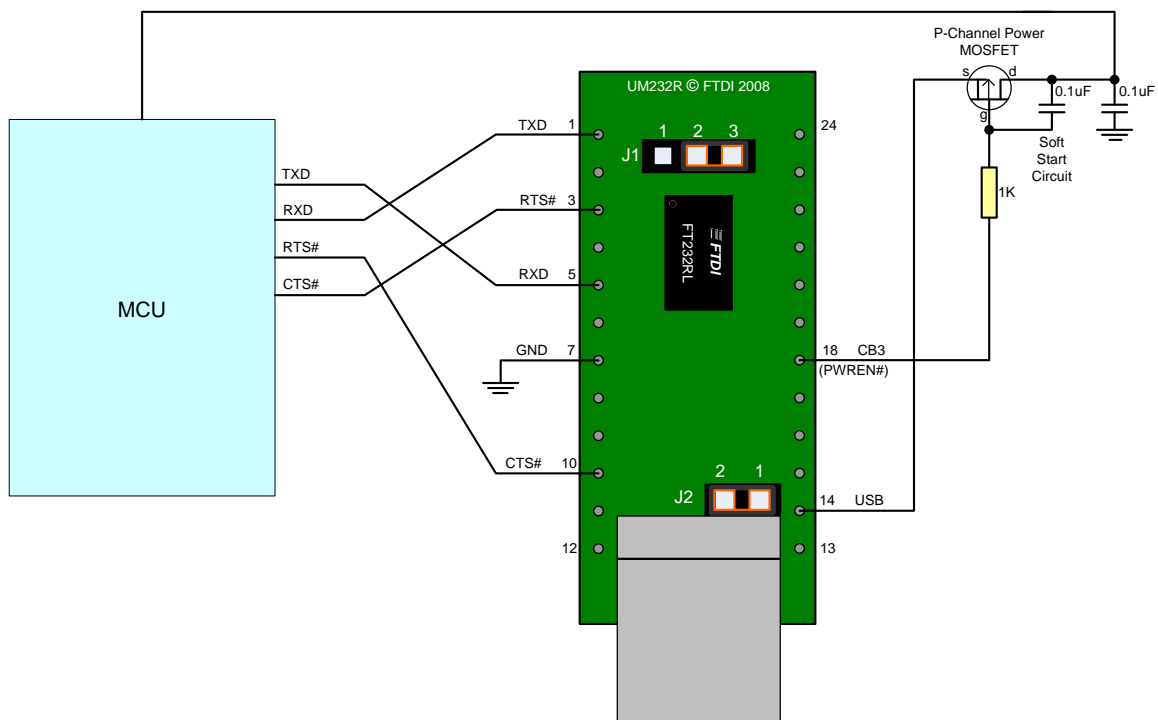 P-Channel Power
MOSFET
s
d
g
0.1uF
0.1uF
Soft
Start
Circuit
1K
UM232R © FTDI 2008
TXD 1
24
1 2 3
J1
TXD
RXD
RTS#
CTS#
MCU
RTS# 3
FTDI
FT232RL
RXD 5
GND 7
18 CB3
(PWREN#)
CTS# 10
2 1
J2
14 USB
12
13